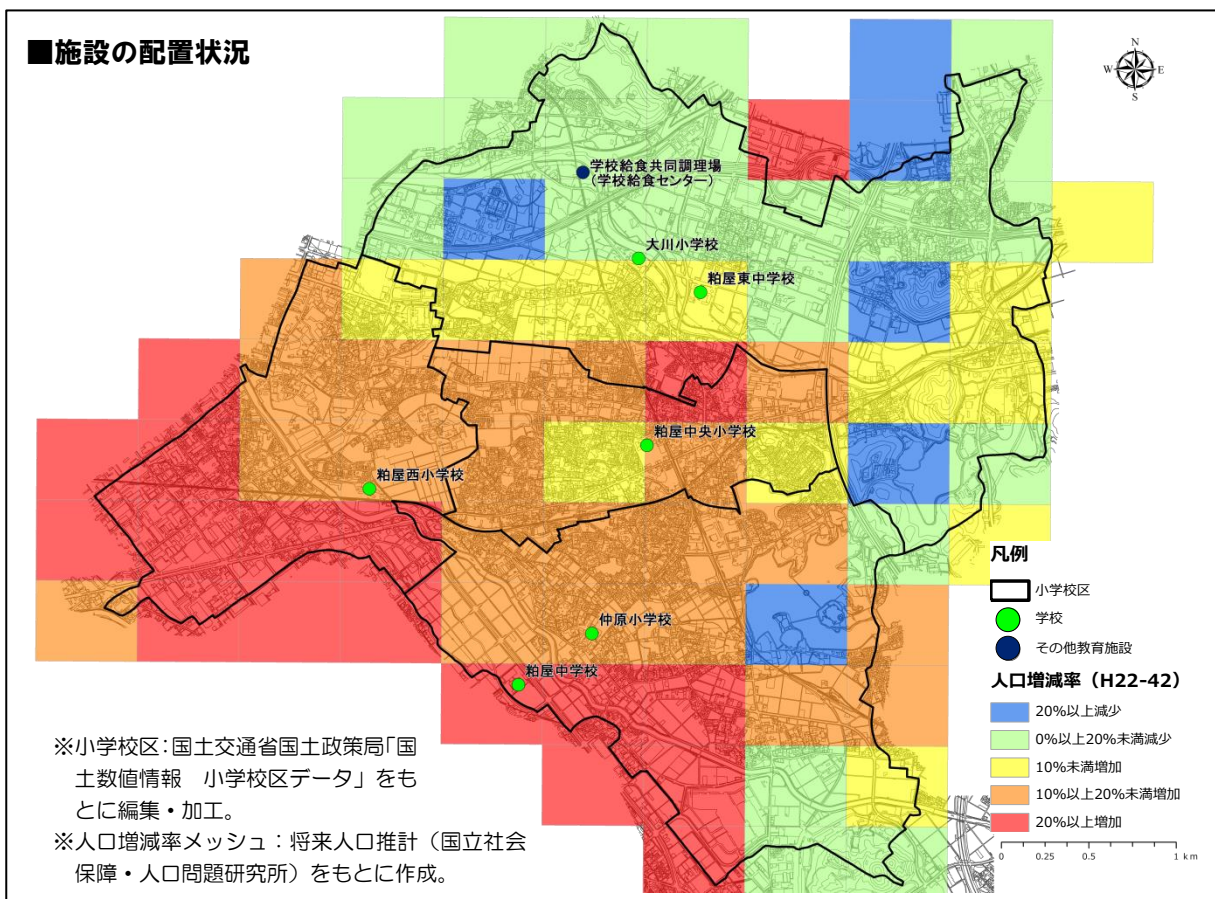 ■施設の配置状況
N
W E
S
学校給食共同調理場
(学校給食センター)
大川小学校
粕屋東中学校
粕屋中央小学校
粕屋西小学校
仲原小学校
粕屋中学校
凡例
小学校区
学校
その他教育施設
人口増減率（H22-42）
20%以上減少
0%以上20%未満減少
10%未満増加
10%以上20%未満増加
20%以上増加
0 0.25 0.5 1 km
※小学校区：国土交通省国土政策局「国
土数値情報　小学校区データ」をも
とに編集・加工。
※人口増減率メッシュ：将来人口推計（国立社会
保障・人口問題研究所）をもとに作成。